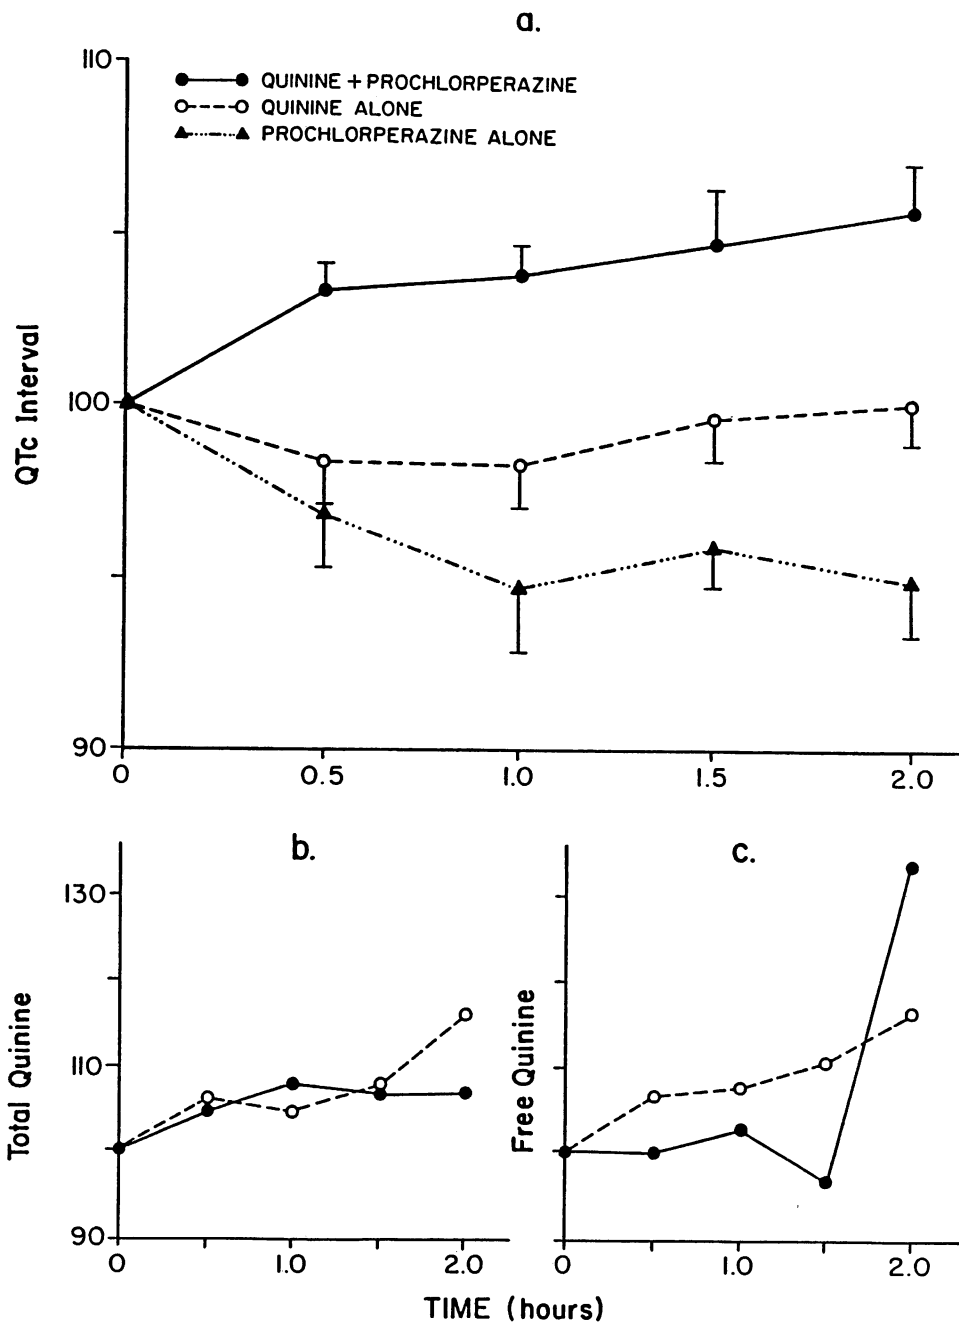 a.
110
QUININE + PROCHLORPERAZINE
QUININE ALONE
PROCHLORPERAZINE ALONE
QTc Interval
100
90
0 0.5 1.0 1.5 2.0
b.
130
Total Quinine
110
90
0 1.0 2.0
c.
Free Quinine
0 1.0 2.0
TIME (hours)